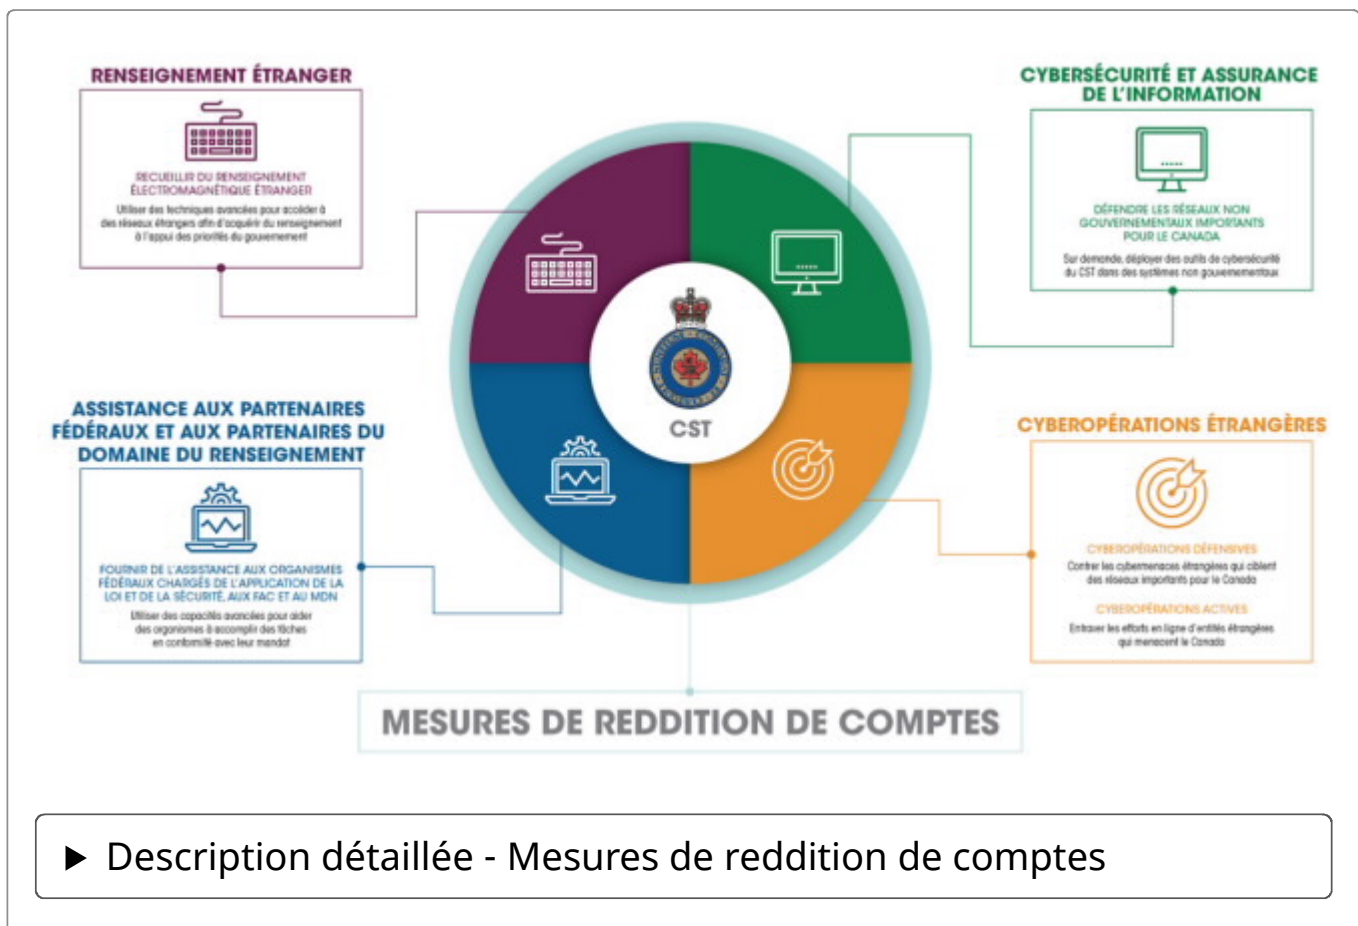 RENSEIGNEMENT ÉTRANGER
RECUEILLIR DU RENSEIGNEMENT
ÉLECTROMAGNÉTIQUE ÉTRANGER
Utiliser des techniques avancées pour accéder à
des réseaux étrangers afin d'acquérir du renseignement
à l'appui des priorités du gouvernement
CYBERSÉCURITÉ ET ASSURANCE
DE L'INFORMATION
DÉFENDRE LES RÉSEAUX NON
GOUVERNEMENTAUX IMPORTANTS
POUR LE CANADA
Sur demande, déployer des outils de cybersécurité
du CST dans des systèmes non gouvernementaux
CST
ASSISTANCE AUX PARTENAIRES
FÉDÉRAUX ET AUX PARTENAIRES DU
DOMAINE DU RENSEIGNEMENT
FOURNIR DE L'ASSISTANCE AUX ORGANISMES
FÉDÉRAUX CHARGÉS DE L'APPLICATION DE LA
LOI ET DE LA SÉCURITÉ, AUX FAC ET AU MDN
Utiliser des capacités avancées pour aider
des organismes à accomplir des tâches
en conformité avec leur mandat
CYBEROPÉRATIONS ÉTRANGÈRES
CYBEROPÉRATIONS DÉFENSIVES
Contrer les cybermenaces étrangères qui ciblent
des réseaux importants pour le Canada
CYBEROPÉRATIONS ACTIVES
Entraver les efforts en ligne d'entités étrangères
qui menacent le Canada
MESURES DE REDDITION DE COMPTES
Description détaillée - Mesures de reddition de comptes